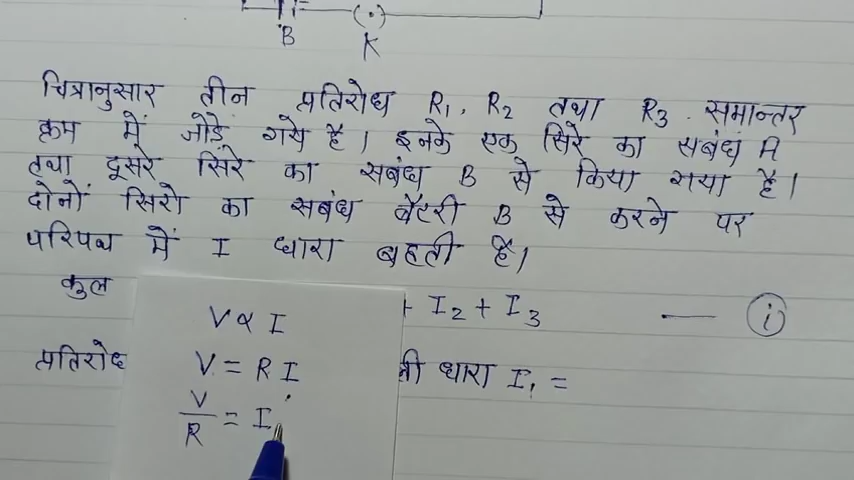 B
K
चित्रानुसार तीन प्रतिरोध R₁, R₂ तथा R₃ समान्तर
क्रम में जोड़े गये है। इनके एक सिरे का सबंध A
तथा दूसरे सिरे का सबंध B से किया गया है।
दोनों सिरो का सबंध बैटरी B से करने पर
परिपथ में I धारा बहती है।
कुल + I₂ + I₃ — (i)
V ∝ I
प्रतिरोध धारा I₁ =
V = R I
V/R = I